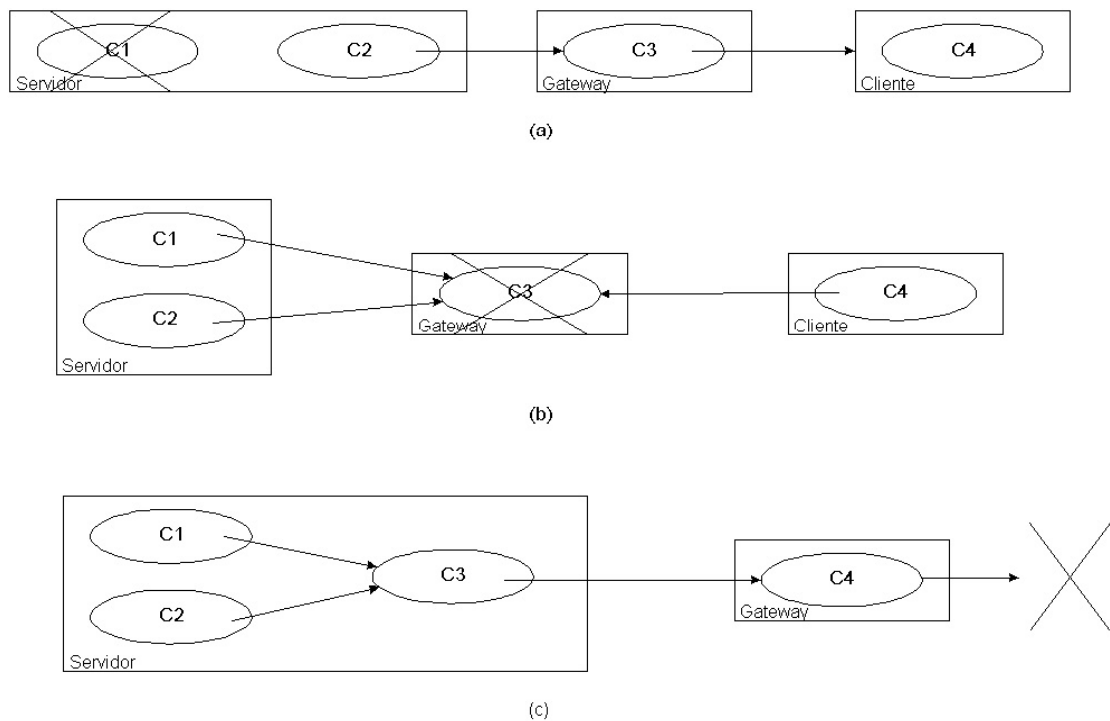 C1 C2 C3 C4
Servidor Gateway Cliente
(a)
C1
C2
Servidor
C3
Gateway
C4
Cliente
(b)
C1
C2
C3
Servidor
C4
Gateway
(c)